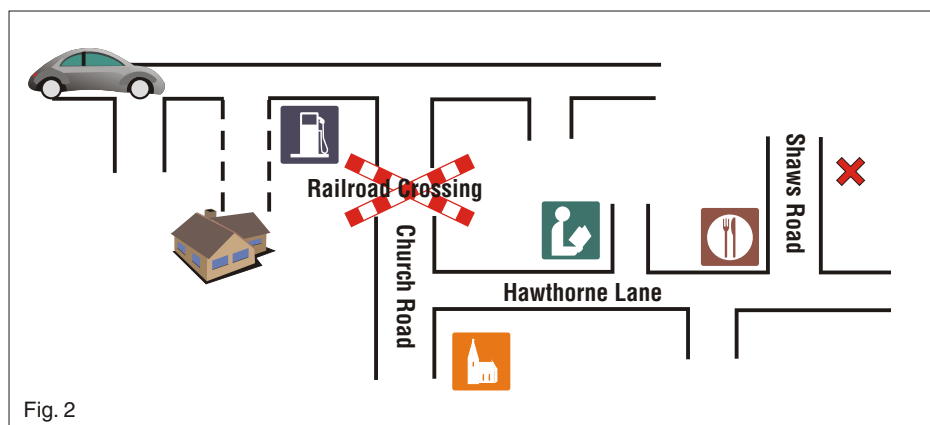 Railroad Crossing
Shaws Road
Church Road
Hawthorne Lane
Fig. 2